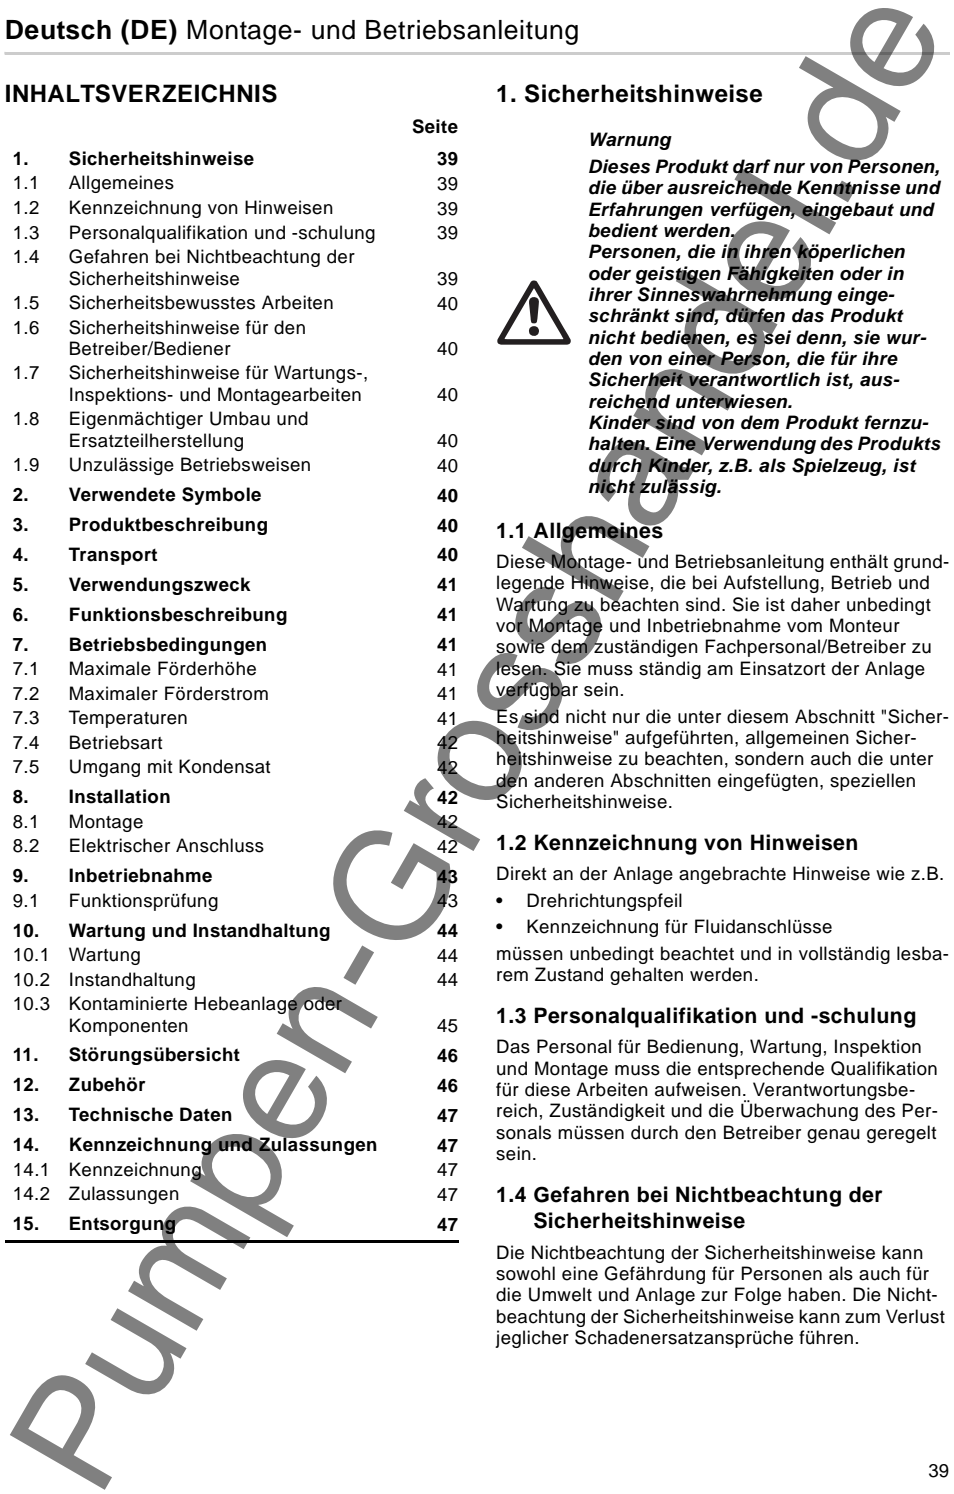 Deutsch (DE) Montage- und Betriebsanleitung
INHALTSVERZEICHNIS
Seite
1. Sicherheitshinweise 39
1.1 Allgemeines 39
1.2 Kennzeichnung von Hinweisen 39
1.3 Personalqualifikation und -schulung 39
1.4 Gefahren bei Nichtbeachtung der
Sicherheitshinweise 39
1.5 Sicherheitsbewusstes Arbeiten 40
1.6 Sicherheitshinweise für den
Betreiber/Bediener 40
1.7 Sicherheitshinweise für Wartungs-,
Inspektions- und Montagearbeiten 40
1.8 Eigenmächtiger Umbau und
Ersatzteilherstellung 40
1.9 Unzulässige Betriebsweisen 40
2. Verwendete Symbole 40
3. Produktbeschreibung 40
4. Transport 40
5. Verwendungszweck 41
6. Funktionsbeschreibung 41
7. Betriebsbedingungen 41
7.1 Maximale Förderhöhe 41
7.2 Maximaler Förderstrom 41
7.3 Temperaturen 41
7.4 Betriebsart 42
7.5 Umgang mit Kondensat 42
8. Installation 42
8.1 Montage 42
8.2 Elektrischer Anschluss 42
9. Inbetriebnahme 43
9.1 Funktionsprüfung 43
10. Wartung und Instandhaltung 44
10.1 Wartung 44
10.2 Instandhaltung 44
10.3 Kontaminierte Hebeanlage oder
Komponenten 45
11. Störungsübersicht 46
12. Zubehör 46
13. Technische Daten 47
14. Kennzeichnung und Zulassungen 47
14.1 Kennzeichnung 47
14.2 Zulassungen 47
15. Entsorgung 47
1. Sicherheitshinweise
Warnung
Dieses Produkt darf nur von Personen,
die über ausreichende Kenntnisse und
Erfahrungen verfügen, eingebaut und
bedient werden.
Personen, die in ihren köperlichen
oder geistigen Fähigkeiten oder in
ihrer Sinneswahrnehmung einge-
schränkt sind, dürfen das Produkt
nicht bedienen, es sei denn, sie wur-
den von einer Person, die für ihre
Sicherheit verantwortlich ist, aus-
reichend unterwiesen.
Kinder sind von dem Produkt fernzu-
halten. Eine Verwendung des Produkts
durch Kinder, z.B. als Spielzeug, ist
nicht zulässig.
1.1 Allgemeines
Diese Montage- und Betriebsanleitung enthält grund-
legende Hinweise, die bei Aufstellung, Betrieb und
Wartung zu beachten sind. Sie ist daher unbedingt
vor Montage und Inbetriebnahme vom Monteur
sowie dem zuständigen Fachpersonal/Betreiber zu
lesen. Sie muss ständig am Einsatzort der Anlage
verfügbar sein.
Es sind nicht nur die unter diesem Abschnitt "Sicher-
heitshinweise" aufgeführten, allgemeinen Sicher-
heitshinweise zu beachten, sondern auch die unter
den anderen Abschnitten eingefügten, speziellen
Sicherheitshinweise.
1.2 Kennzeichnung von Hinweisen
Direkt an der Anlage angebrachte Hinweise wie z.B.
• Drehrichtungspfeil
• Kennzeichnung für Fluidanschlüsse
müssen unbedingt beachtet und in vollständig lesba-
rem Zustand gehalten werden.
1.3 Personalqualifikation und -schulung
Das Personal für Bedienung, Wartung, Inspektion
und Montage muss die entsprechende Qualifikation
für diese Arbeiten aufweisen. Verantwortungsbe-
reich, Zuständigkeit und die Überwachung des Per-
sonals müssen durch den Betreiber genau geregelt
sein.
1.4 Gefahren bei Nichtbeachtung der
Sicherheitshinweise
Die Nichtbeachtung der Sicherheitshinweise kann
sowohl eine Gefährdung für Personen als auch für
die Umwelt und Anlage zur Folge haben. Die Nicht-
beachtung der Sicherheitshinweise kann zum Verlust
jeglicher Schadenersatzansprüche führen.
39
Pumpen-Grosshandel.de